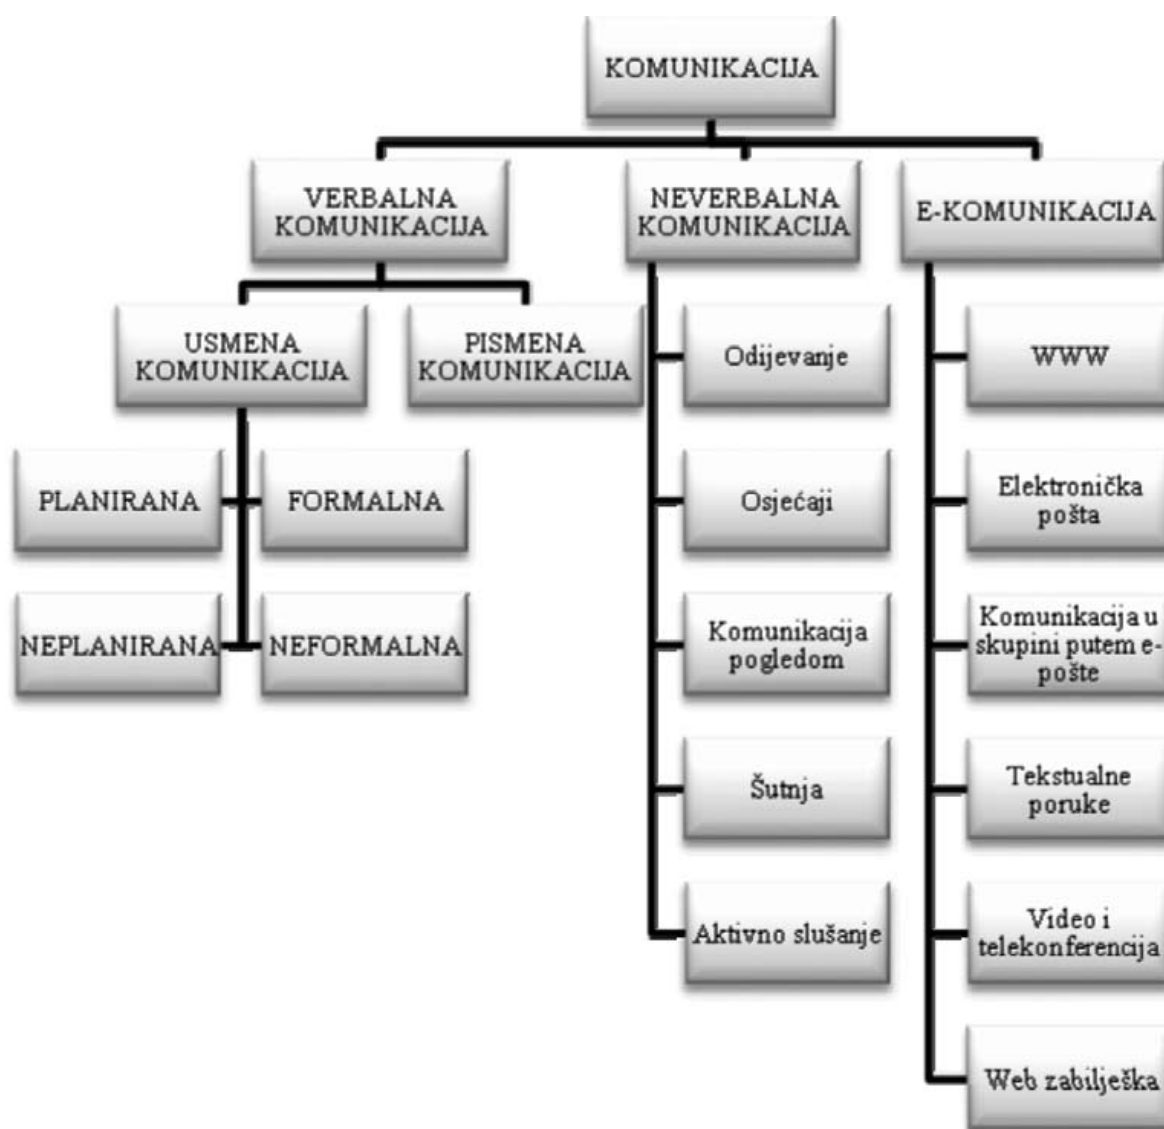 KOMUNIKACIJA
VERBALNA
KOMUNIKACIJA
NEVERBALNA
KOMUNIKACIJA
E-KOMUNIKACIJA
USMENA
KOMUNIKACIJA
PISMENA
KOMUNIKACIJA
PLANIRANA
FORMALNA
NEPLANIRANA
NEFORMALNA
Odijevanje
Osjećaji
Komunikacija
pogledom
Šutnja
Aktivno slušanje
WWW
Elektronička
pošta
Komunikacija u
skupini putem e-
pošte
Tekstualne
poruke
Video i
telekonferencija
Web zabilješka